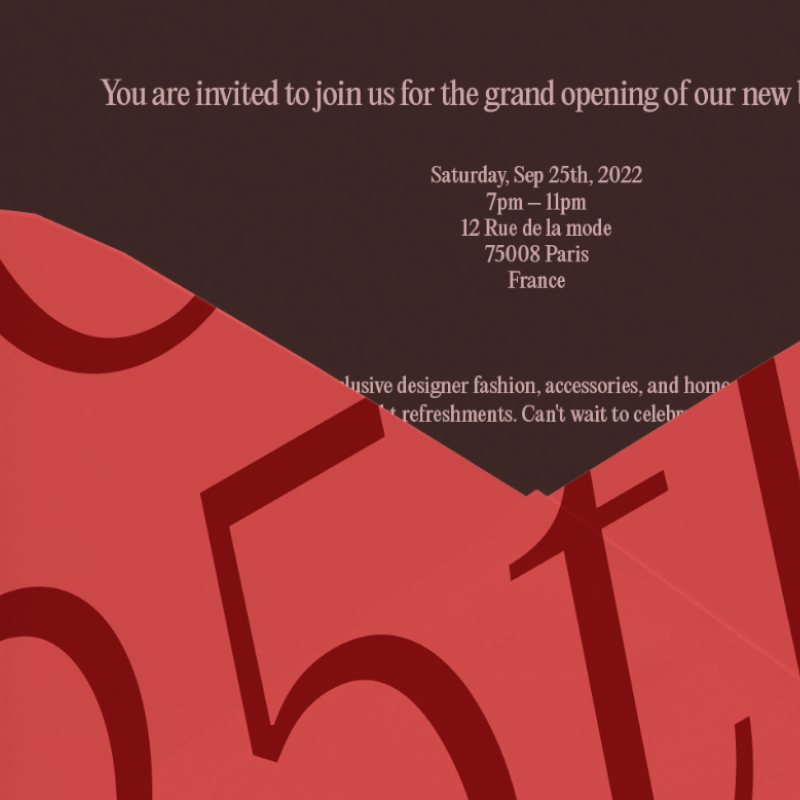 You are invited to join us for the grand opening of our new
Saturday, Sep 25th, 2022
7pm – 11pm
12 Rue de la mode
75008 Paris
France
designer fashion, accessories, and home
refreshments. Can't wait to
5t